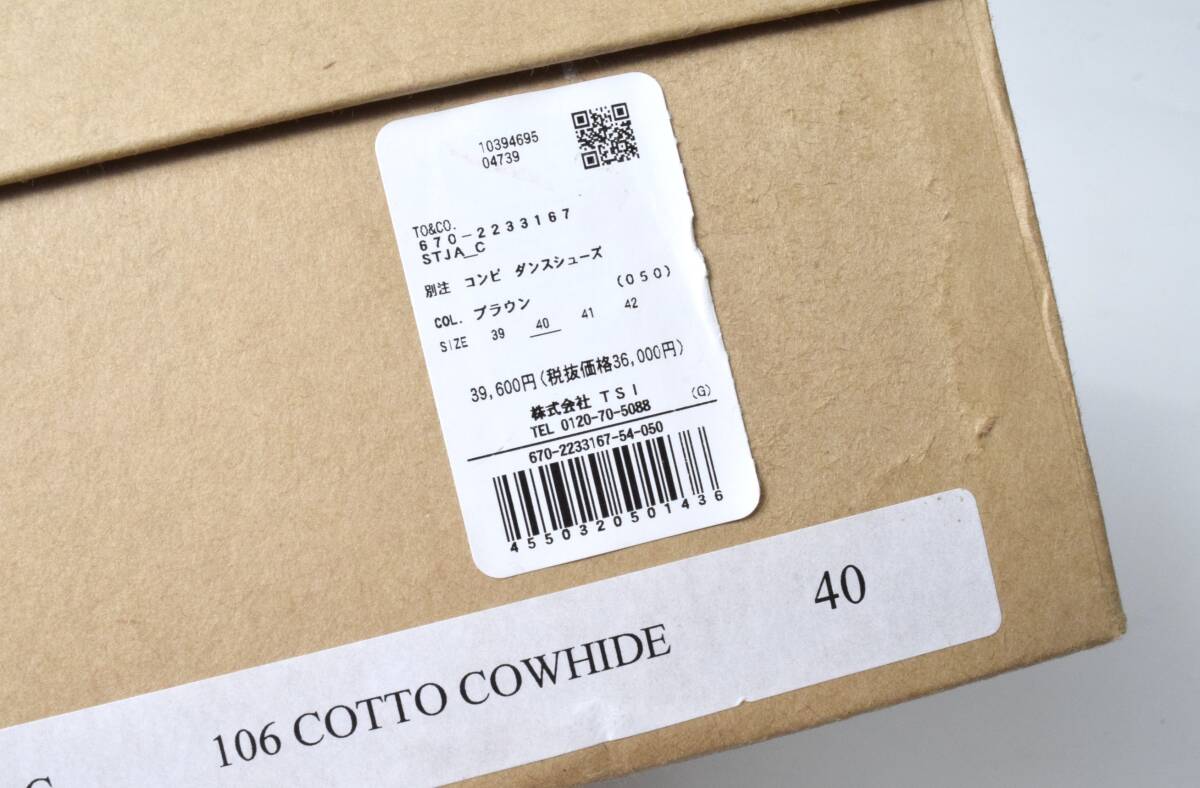 10394695
04739
TO&CO.
670-2233167
STJA_C
別注 コンビ ダンスシューズ
COL. ブラウン (050)
SIZE 39 40 41 42
39,600円(税抜価格36,000円)
株式会社 TSI
TEL 0120-70-5088 (G)
670-2233167-54-050
4550320501436
106 COTTO COWHIDE 40